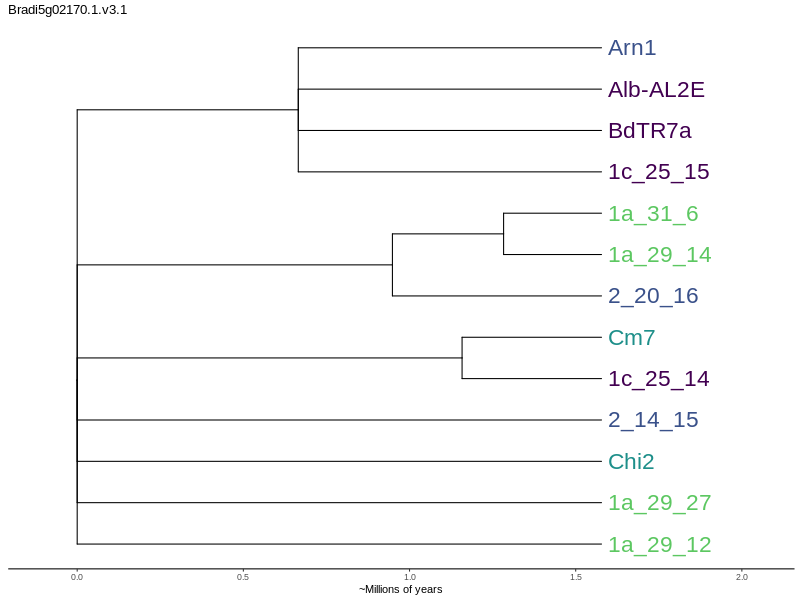 Bradi5g02170.1.v3.1
Arn1
Alb-AL2E
BdTR7a
1c_25_15
1a_31_6
1a_29_14
2_20_16
Cm7
1c_25_14
2_14_15
Chi2
1a_29_27
1a_29_12
0.0 0.5 1.0 1.5 2.0
~Millions of years